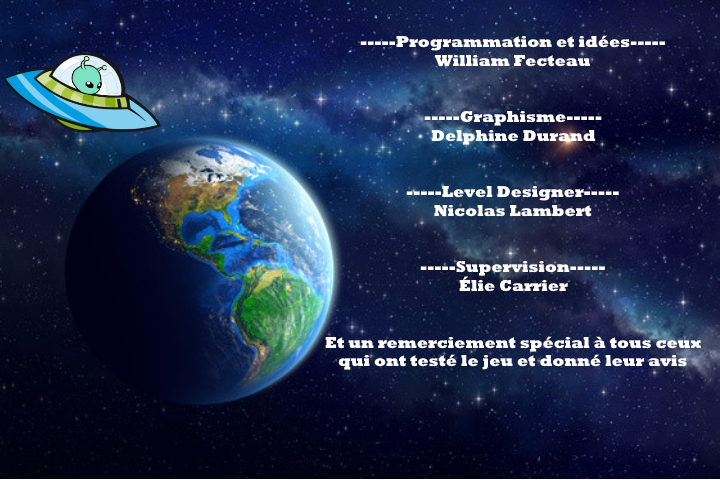 -----Programmation et idées-----
William Fecteau
-----Graphisme-----
Delphine Durand
-----Level Designer-----
Nicolas Lambert
-----Supervision-----
Élie Carrier
Et un remerciement spécial à tous ceux
qui ont testé le jeu et donné leur avis